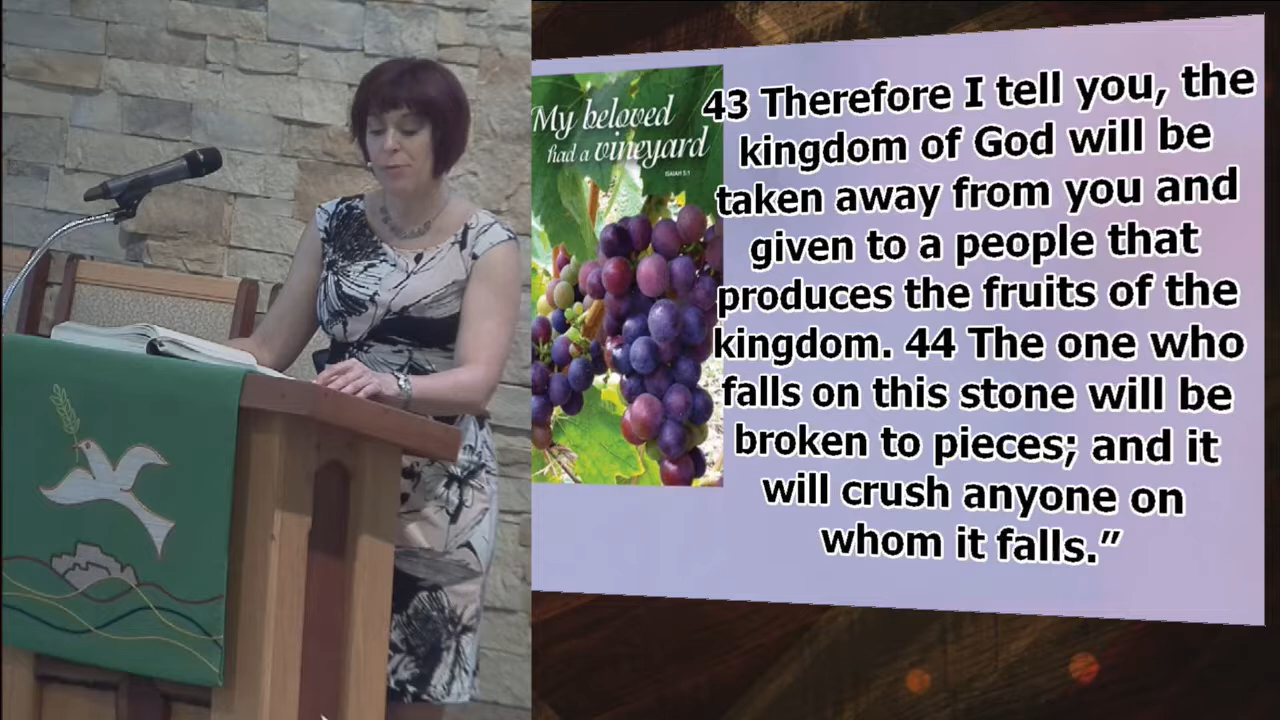 My beloved
had a vineyard
ISAIAH 5:1
43 Therefore I tell you, the
kingdom of God will be
taken away from you and
given to a people that
produces the fruits of the
kingdom. 44 The one who
falls on this stone will be
broken to pieces; and it
will crush anyone on
whom it falls.”